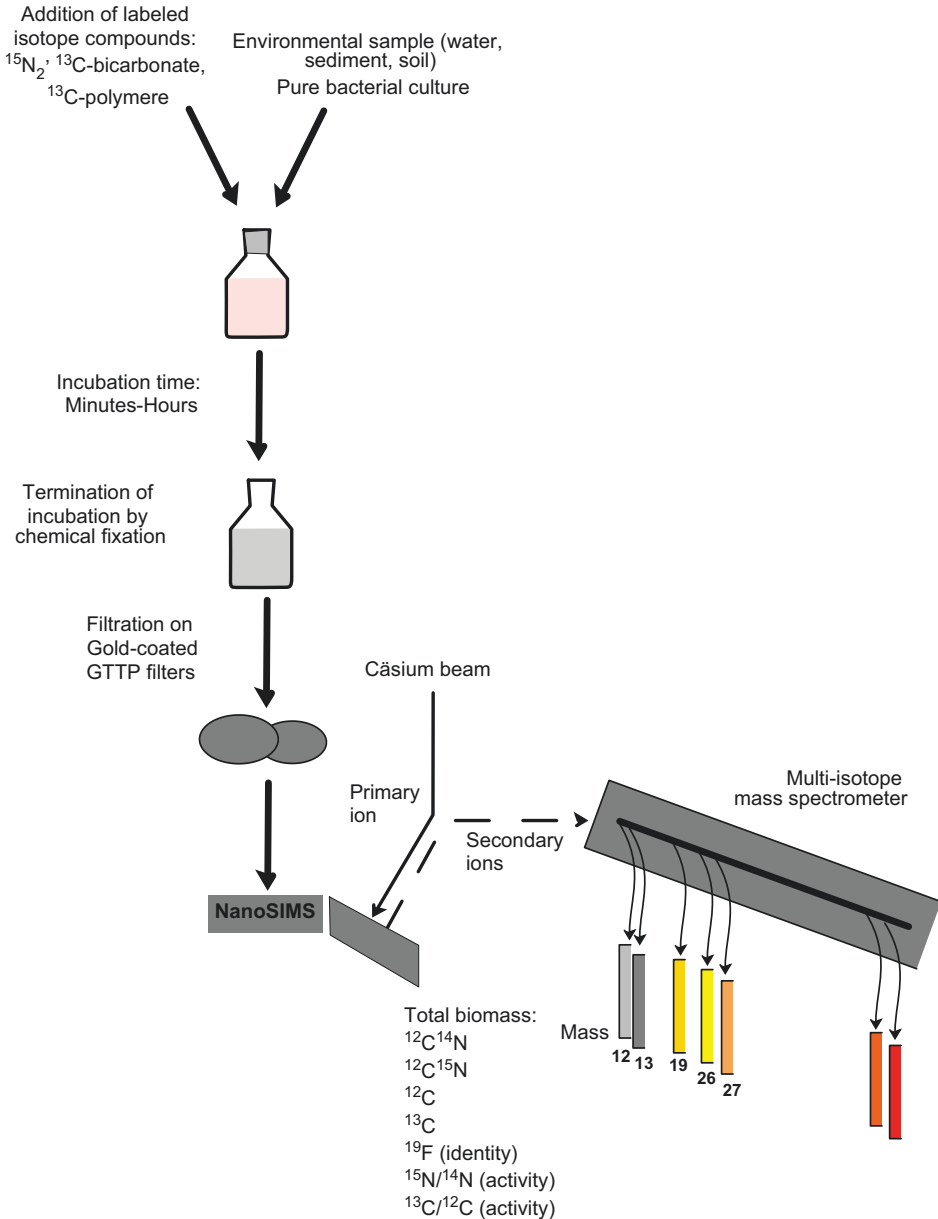 Addition of labeled
isotope compounds:
¹⁵N₂, ¹³C-bicarbonate,
¹³C-polymere
Environmental sample (water,
sediment, soil)
Pure bacterial culture
Incubation time:
Minutes-Hours
Termination of
incubation by
chemical fixation
Filtration on
Gold-coated
GTTP filters
Cäsium beam
Primary
ion
Secondary
ions
Multi-isotope
mass spectrometer
NanoSIMS
Mass
12
13
19
26
27
Total biomass:
¹²C¹⁴N
¹²C¹⁵N
¹²C
¹³C
¹⁹F (identity)
¹⁵N/¹⁴N (activity)
¹³C/¹²C (activity)